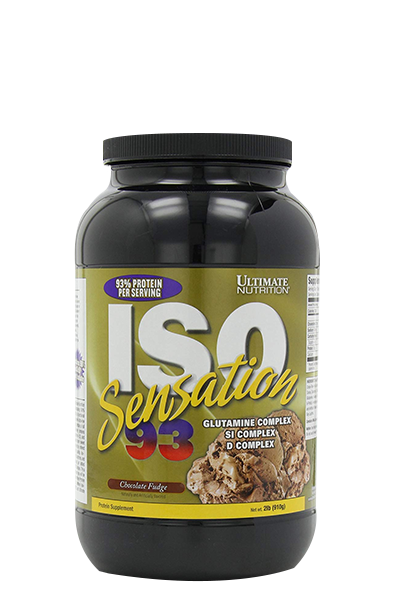 93% PROTEIN
PER SERVING
ULTIMATE
NUTRITION®
ISO
Sensation
93
GLUTAMINE COMPLEX
SI COMPLEX
D COMPLEX
Chocolate Fudge
Protein Supplement
Net wt. 2lb (910g)